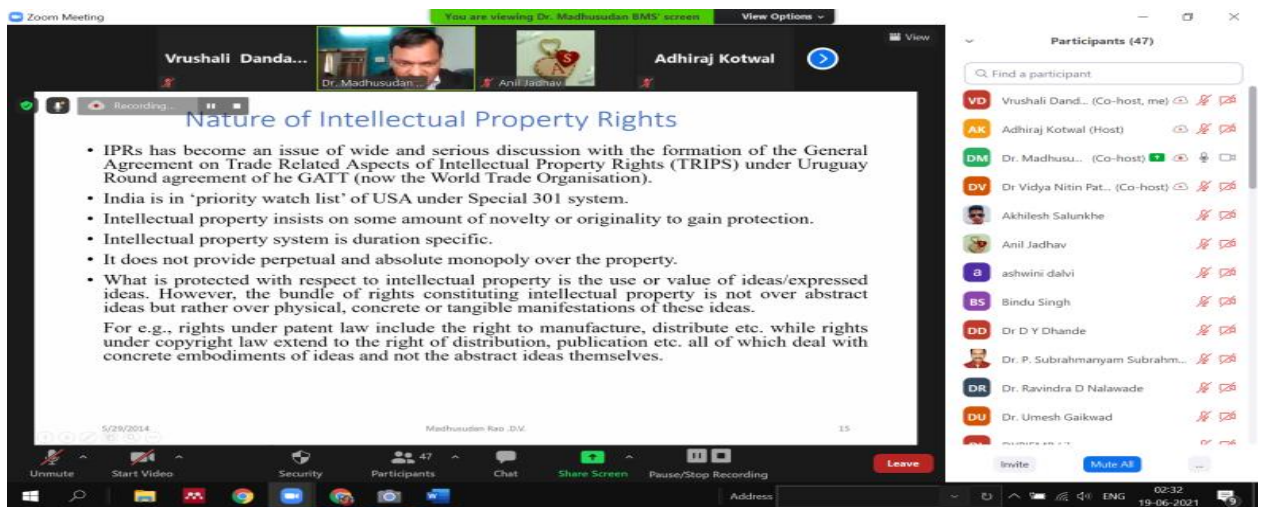 Zoom Meeting
You are viewing Dr. Madhusudan BMS' screen
View Options
View
Vrushali Danda...
Dr. Madhusudan ...
Anil Jadhav
Adhiraj Kotwal
Recording...
Nature of Intellectual Property Rights
• IPRs has become an issue of wide and serious discussion with the formation of the General
Agreement on Trade Related Aspects of Intellectual Property Rights (TRIPS) under Uruguay
Round agreement of he GATT (now the World Trade Organisation).
• India is in ‘priority watch list’ of USA under Special 301 system.
• Intellectual property insists on some amount of novelty or originality to gain protection.
• Intellectual property system is duration specific.
• It does not provide perpetual and absolute monopoly over the property.
• What is protected with respect to intellectual property is the use or value of ideas/expressed
ideas. However, the bundle of rights constituting intellectual property is not over abstract
ideas but rather over physical, concrete or tangible manifestations of these ideas.
For e.g., rights under patent law include the right to manufacture, distribute etc. while rights
under copyright law extend to the right of distribution, publication etc. all of which deal with
concrete embodiments of ideas and not the abstract ideas themselves.
5/29/2014
Madhusudan Rao .D.V.
15
Participants (47)
Find a participant
VD Vrushali Dand... (Co-host, me)
AK Adhiraj Kotwal (Host)
DM Dr. Madhusu... (Co-host)
DV Dr Vidya Nitin Pat... (Co-host)
Akhilesh Salunkhe
Anil Jadhav
a ashwini dalvi
BS Bindu Singh
DD Dr D Y Dhande
Dr. P. Subrahmanyam Subrahm...
DR Dr. Ravindra D Nalawade
DU Dr. Umesh Gaikwad
Invite
Mute All
...
Unmute
Start Video
Security
47
Participants
Chat
Share Screen
Pause/Stop Recording
Leave
Address
ENG
02:32
19-06-2021
9